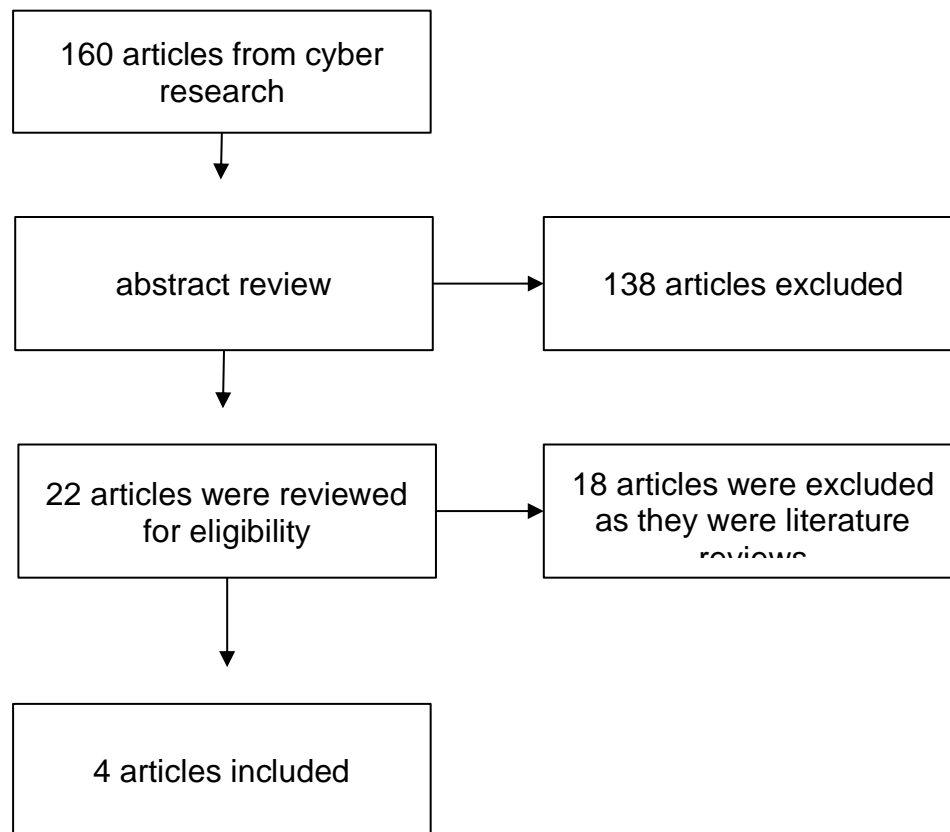 160 articles from cyber
research
abstract review
138 articles excluded
22 articles were reviewed
for eligibility
18 articles were excluded
as they were literature
reviews
4 articles included